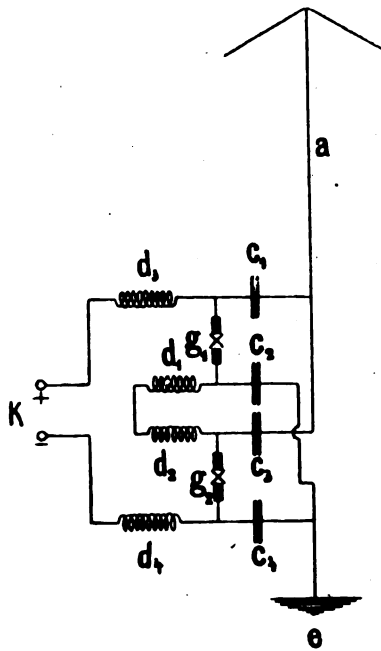 a
d₃ C₁
g₁ C₂
d₁
K +
−
d₂ C₃
g₂
d₄ C₄
e